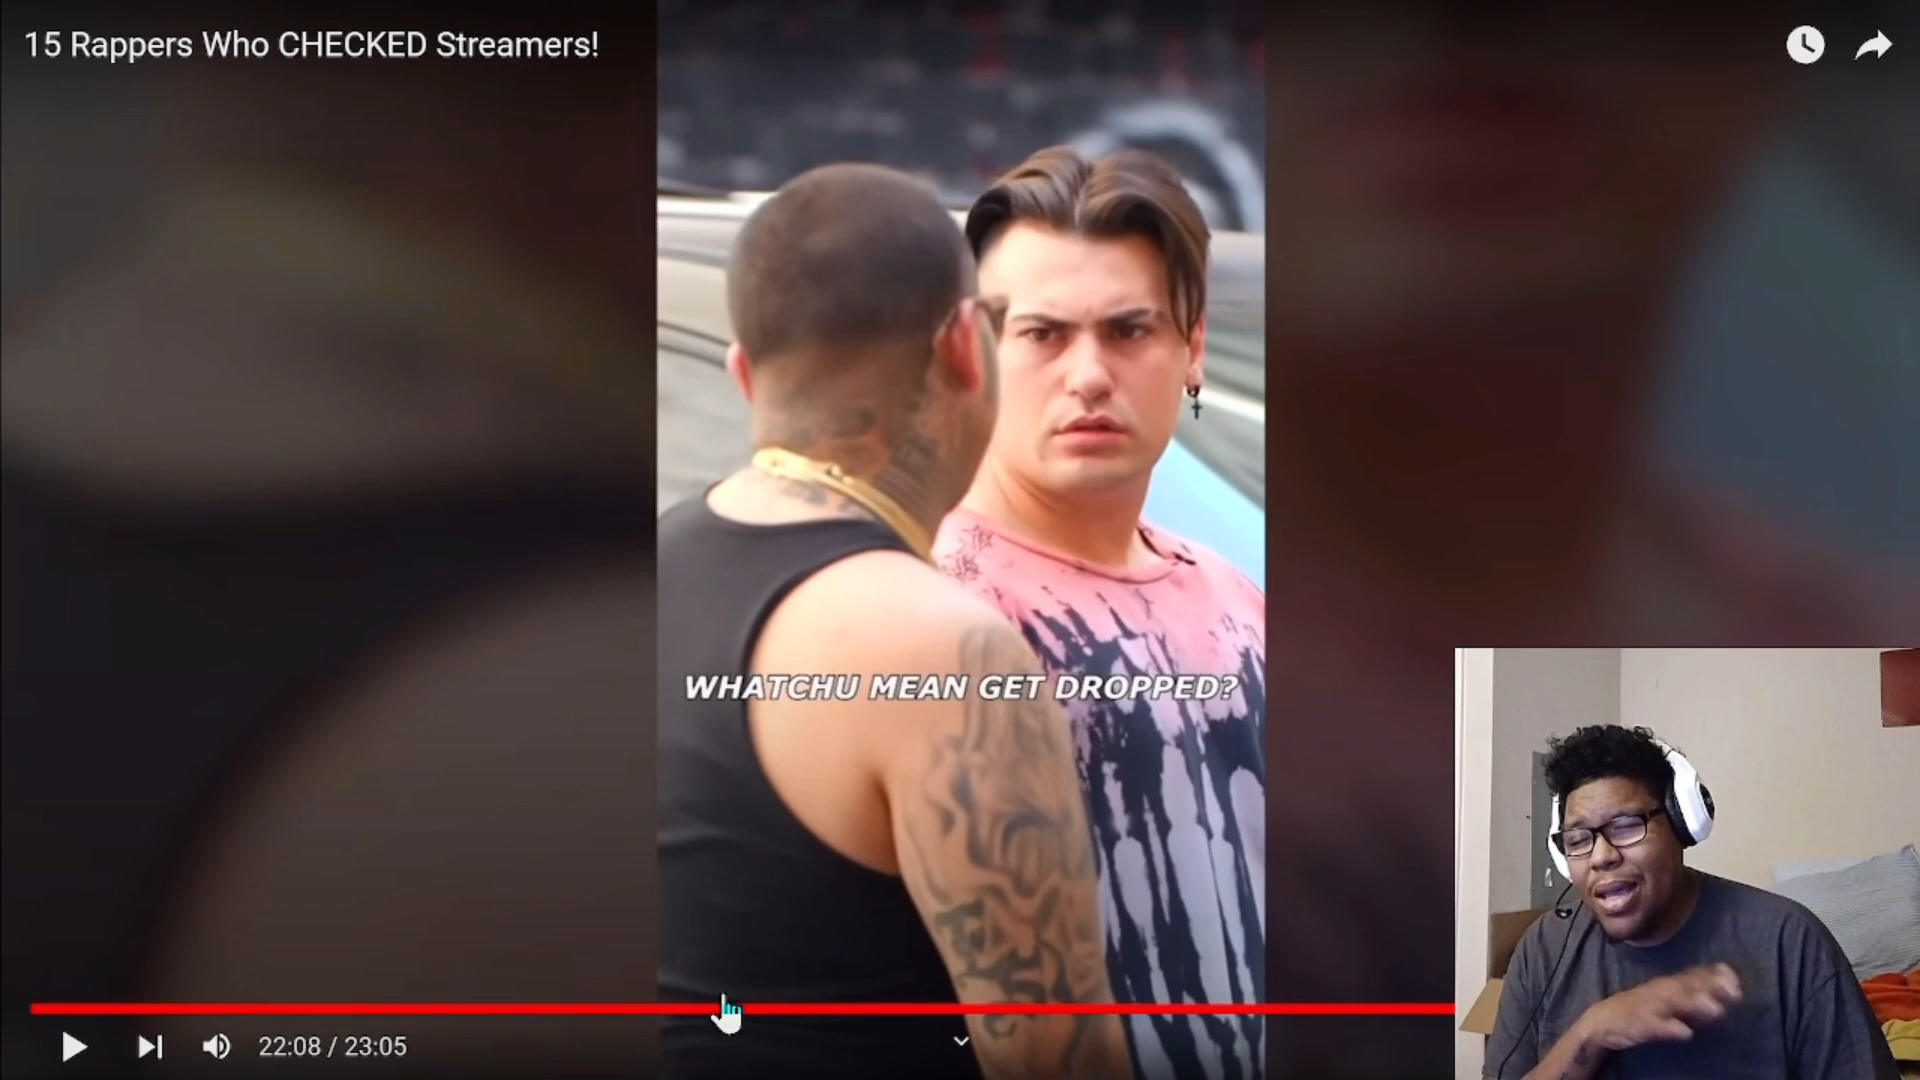 15 Rappers Who CHECKED Streamers!
WHATCHU MEAN GET DROPPED?
22:08 / 23:05